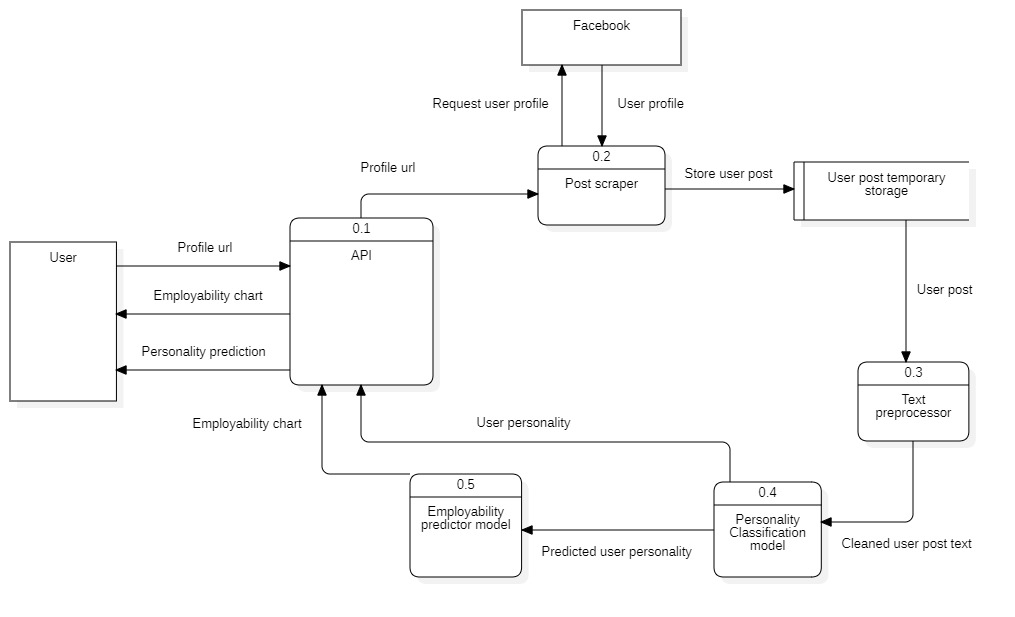 Facebook
Request user profile
User profile
0.2
Post scraper
Profile url
Store user post
User post temporary
storage
0.1
API
User
Profile url
Employability chart
Personality prediction
User post
0.3
Text
preprocessor
Employability chart
User personality
0.5
Employability
predictor model
0.4
Personality
Classification
model
Predicted user personality
Cleaned user post text